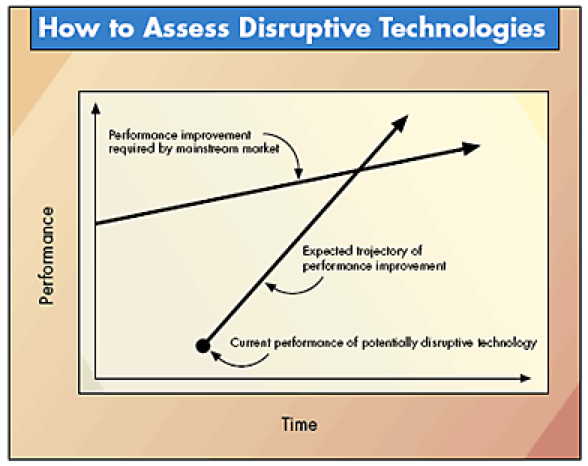 How to Assess Disruptive Technologies
Performance improvement
required by mainstream market
Expected trajectory of
performance improvement
Current performance of potentially disruptive technology
Performance
Time